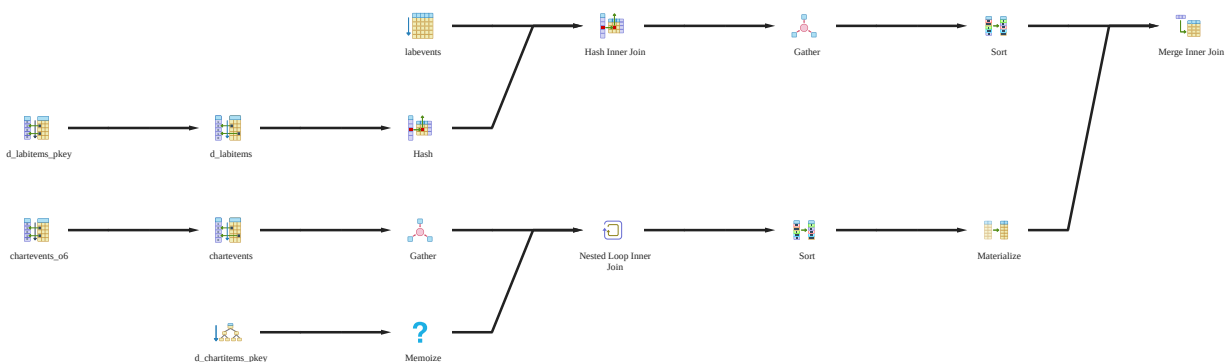 labevents
Hash Inner Join
Gather
Sort
Merge Inner Join
d_labitems_pkey
d_labitems
Hash
chartevents_o6
chartevents
Gather
Nested Loop Inner
Join
Sort
Materialize
d_chartitems_pkey
?
Memoize